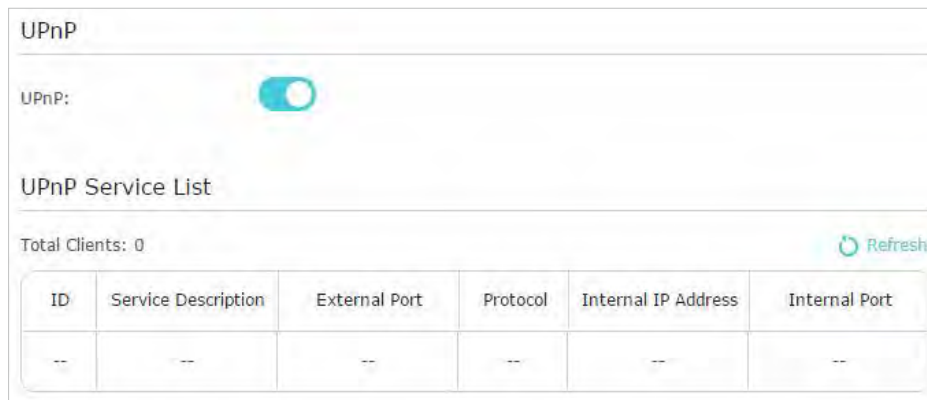 UPnP
UPnP:
UPnP Service List
Total Clients: 0 Refresh
ID Service Description External Port Protocol Internal IP Address Internal Port
-- -- -- -- -- --